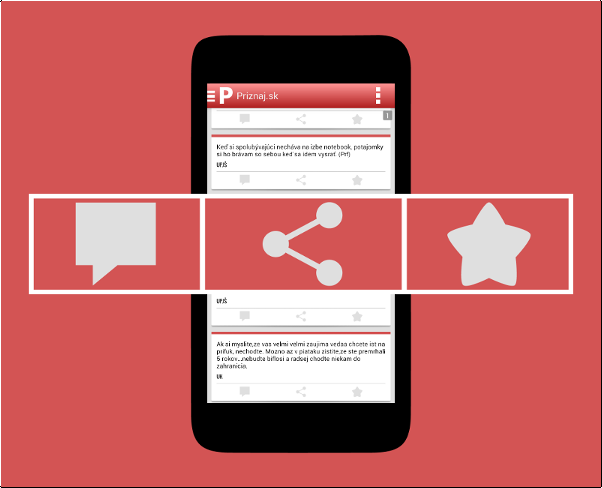 P Priznaj.sk
Keď si spolubývajúci necháva na izbe notebook, potajomky
si ho brávam so sebou keď sa idem vysrať. (Prf)
UPJŠ
UPJŠ
Ak si myslite,ze vas velmi velmi zaujima vedaa chcete ist na
prifuk, nechodte. Mozno az v piataku zistite,ze ste premrhali
5 rokov...nebudte biflosi a radsej chodte niekam do
zahranicia.
UK